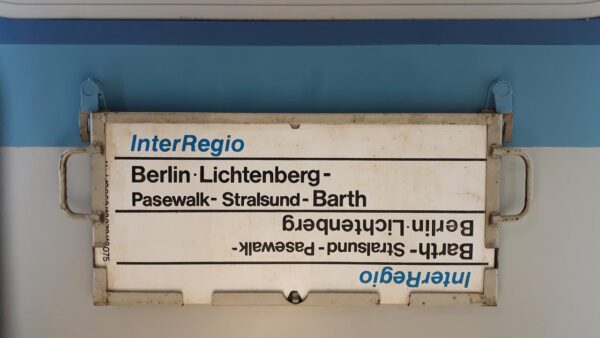 InterRegio
Berlin·Lichtenberg-
Pasewalk- Stralsund- Barth
Barth- Stralsund-Pasewalk-
Berlin·Lichtenberg
InterRegio